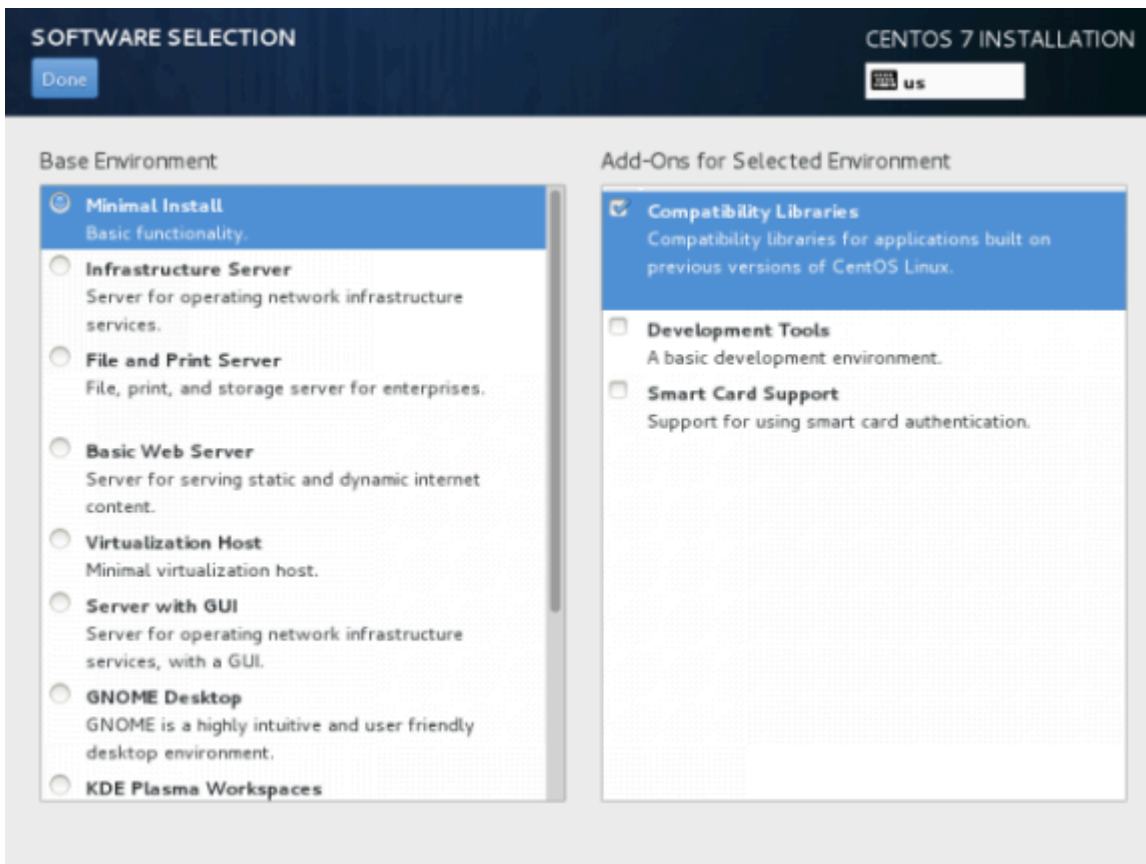 SOFTWARE SELECTION
Done
CENTOS 7 INSTALLATION
us
Base Environment
Minimal Install
Basic functionality.
Infrastructure Server
Server for operating network infrastructure
services.
File and Print Server
File, print, and storage server for enterprises.
Basic Web Server
Server for serving static and dynamic internet
content.
Virtualization Host
Minimal virtualization host.
Server with GUI
Server for operating network infrastructure
services, with a GUI.
GNOME Desktop
GNOME is a highly intuitive and user friendly
desktop environment.
KDE Plasma Workspaces
Add-Ons for Selected Environment
Compatibility Libraries
Compatibility libraries for applications built on
previous versions of CentOS Linux.
Development Tools
A basic development environment.
Smart Card Support
Support for using smart card authentication.